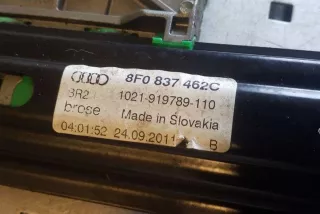 8F0 837 462C
3R2 1021-919789-110
brose Made in Slovakia
04:01:52 24.09.2011 B